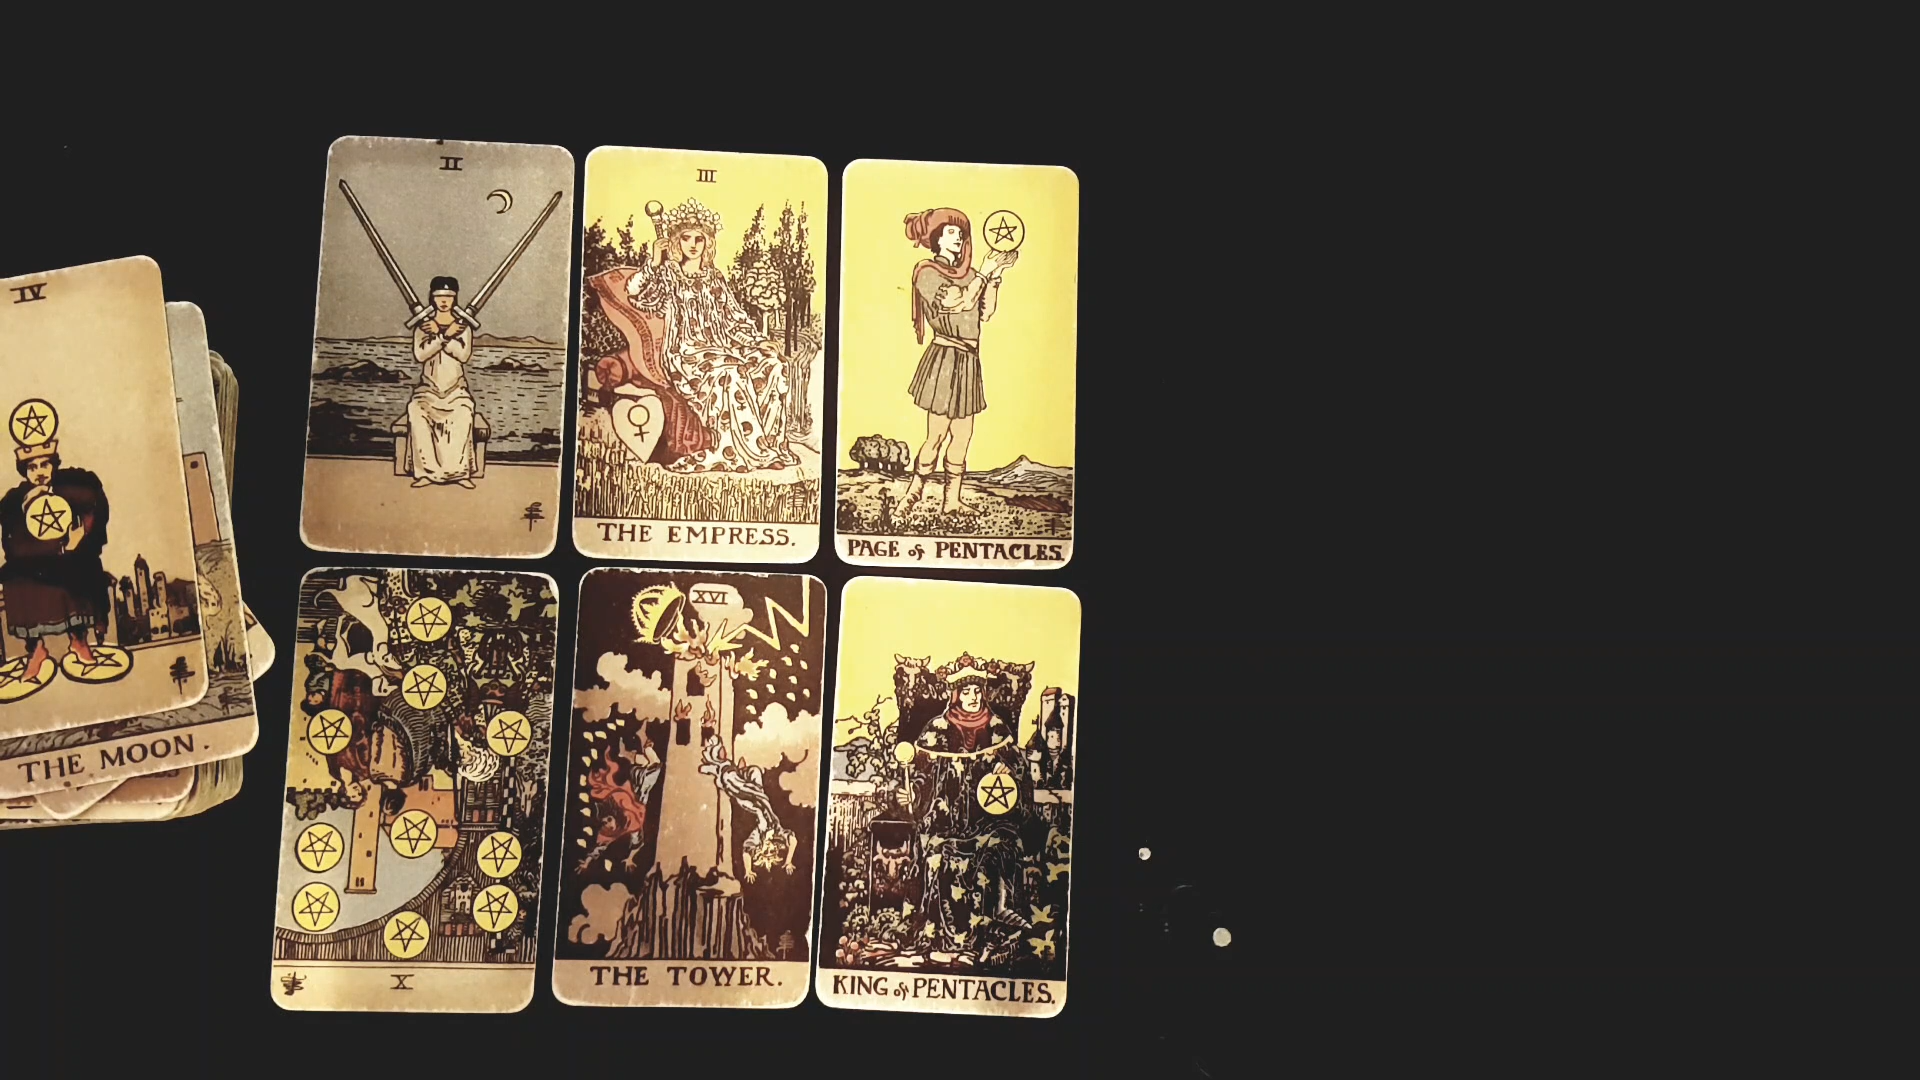 II
III
THE EMPRESS.
PAGE of PENTACLES.
IV
THE MOON.
XVI
THE TOWER.
KING of PENTACLES.
X